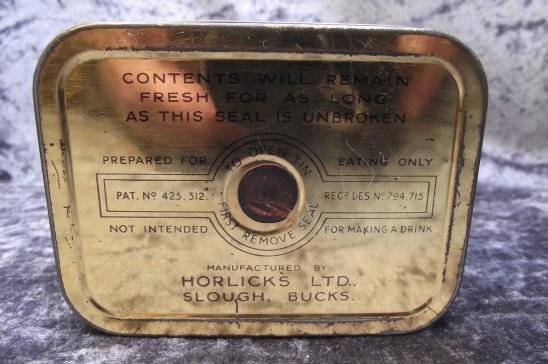 CONTENTS WILL REMAIN
FRESH FOR AS LONG
AS THIS SEAL IS UNBROKEN
PREPARED FOR EATING ONLY
TO OPEN TIN
PAT. Nº 425,312. REGᴰ DES Nº 794,715
FIRST REMOVE SEAL
NOT INTENDED FOR MAKING A DRINK
MANUFACTURED BY
HORLICKS LTD.,
SLOUGH, BUCKS.